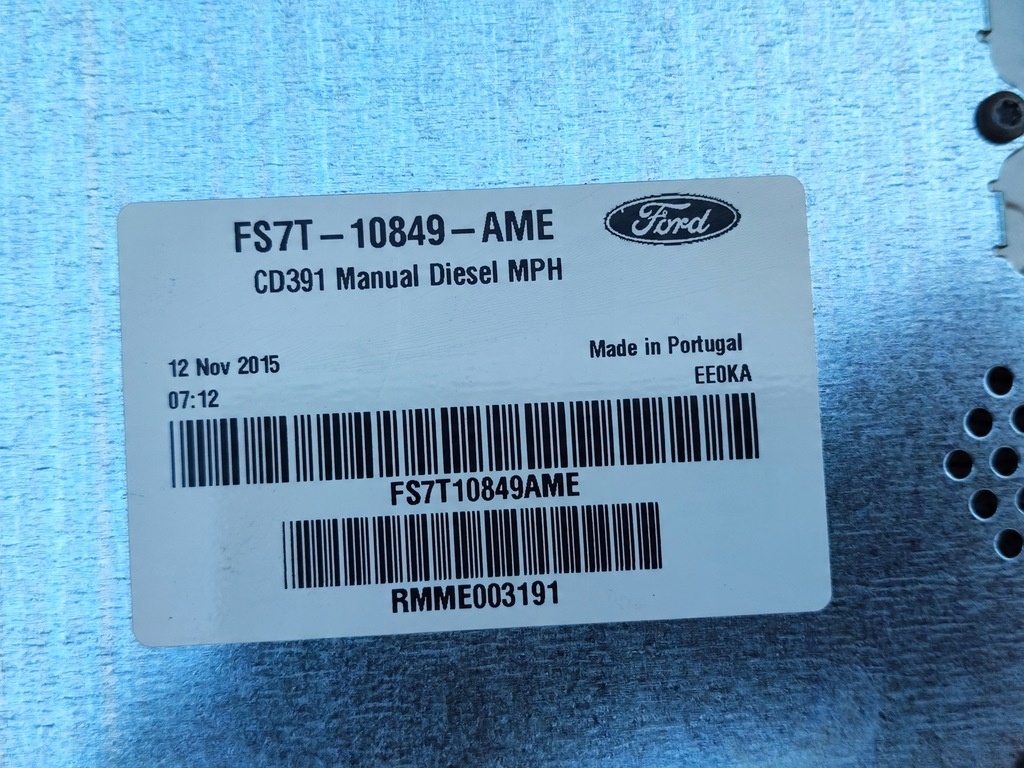 FS7T-10849-AME
Ford
CD391 Manual Diesel MPH
12 Nov 2015
Made in Portugal
07:12
EE0KA
FS7T10849AME
RMME003191